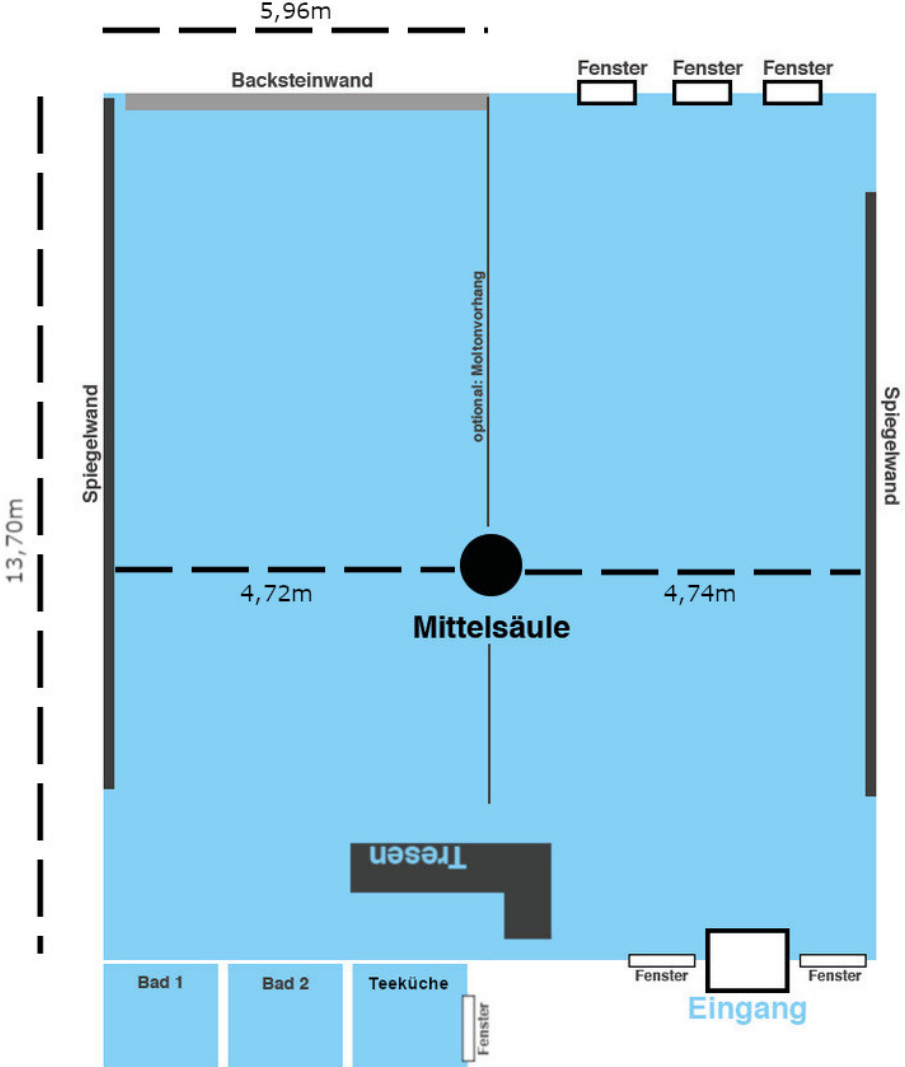 5,96m
Fenster
Fenster
Fenster
Backsteinwand
optional: Moltonvorhang
Spiegelwand
Spiegelwand
13,70m
4,72m
4,74m
Mittelsäule
Tresen
Bad 1
Bad 2
Teeküche
Fenster
Fenster
Fenster
Eingang